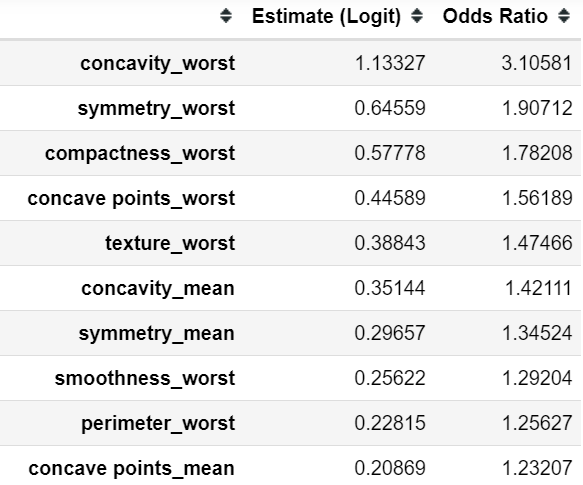 Estimate (Logit) Odds Ratio
concavity_worst 1.13327 3.10581
symmetry_worst 0.64559 1.90712
compactness_worst 0.57778 1.78208
concave points_worst 0.44589 1.56189
texture_worst 0.38843 1.47466
concavity_mean 0.35144 1.42111
symmetry_mean 0.29657 1.34524
smoothness_worst 0.25622 1.29204
perimeter_worst 0.22815 1.25627
concave points_mean 0.20869 1.23207